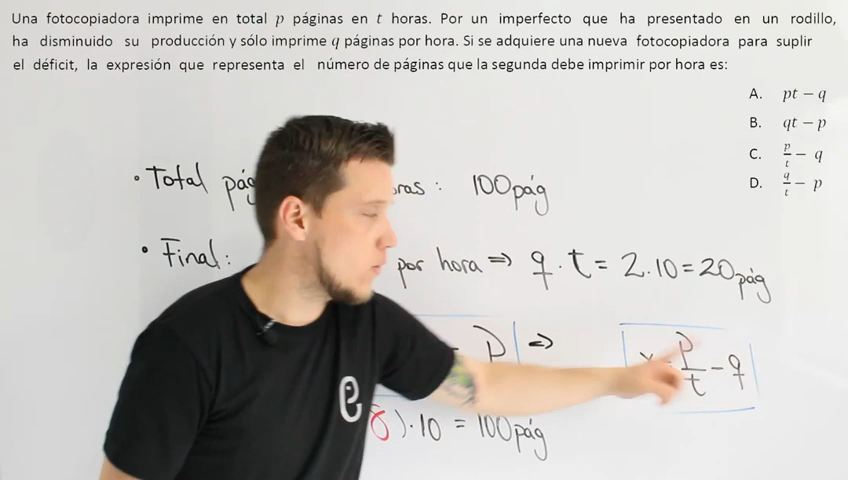 Una fotocopiadora imprime en total p páginas en t horas. Por un imperfecto que ha presentado en un rodillo,
ha disminuido su producción y sólo imprime q páginas por hora. Si se adquiere una nueva fotocopiadora para suplir
el déficit, la expresión que representa el número de páginas que la segunda debe imprimir por hora es:
A. pt − q
B. qt − p
C. p/t − q
D. q/t − p
• Total pág ras : 100 pág
• Final: por hora ⇒ q · t = 2 . 10 = 20 pág
P ⇒ x = p/t − q
8) · 10 = 100 pág
e